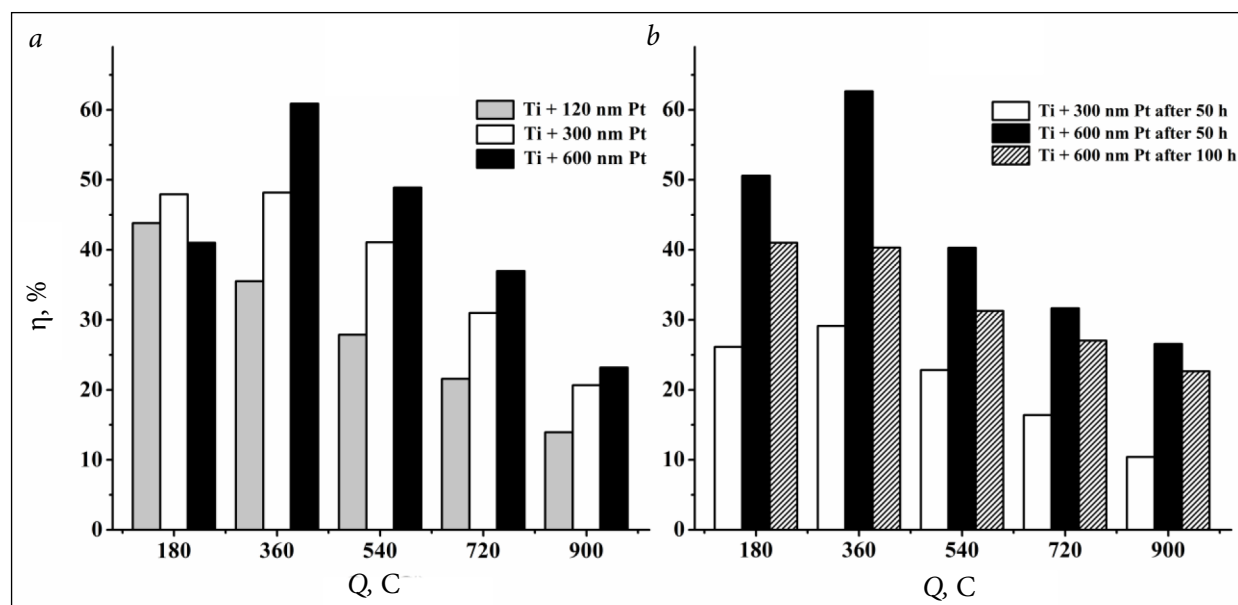 a
Ti + 120 nm Pt
Ti + 300 nm Pt
Ti + 600 nm Pt
η, %
60
50
40
30
20
10
0
180 360 540 720 900
Q, C
b
Ti + 300 nm Pt after 50 h
Ti + 600 nm Pt after 50 h
Ti + 600 nm Pt after 100 h
60
50
40
30
20
10
0
180 360 540 720 900
Q, C